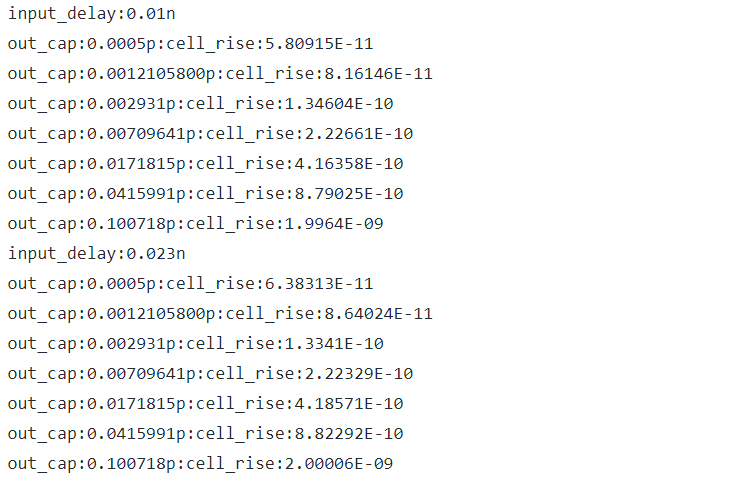 input_delay:0.01n
out_cap:0.0005p:cell_rise:5.80915E-11
out_cap:0.0012105800p:cell_rise:8.16146E-11
out_cap:0.002931p:cell_rise:1.34604E-10
out_cap:0.00709641p:cell_rise:2.22661E-10
out_cap:0.0171815p:cell_rise:4.16358E-10
out_cap:0.0415991p:cell_rise:8.79025E-10
out_cap:0.100718p:cell_rise:1.9964E-09
input_delay:0.023n
out_cap:0.0005p:cell_rise:6.38313E-11
out_cap:0.0012105800p:cell_rise:8.64024E-11
out_cap:0.002931p:cell_rise:1.3341E-10
out_cap:0.00709641p:cell_rise:2.22329E-10
out_cap:0.0171815p:cell_rise:4.18571E-10
out_cap:0.0415991p:cell_rise:8.82292E-10
out_cap:0.100718p:cell_rise:2.00006E-09